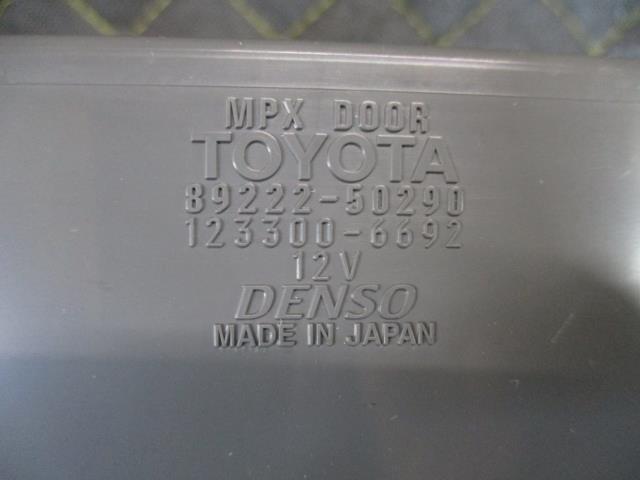 MPX DOOR
TOYOTA
89222-50290
123300-6692
12V
DENSO
MADE IN JAPAN